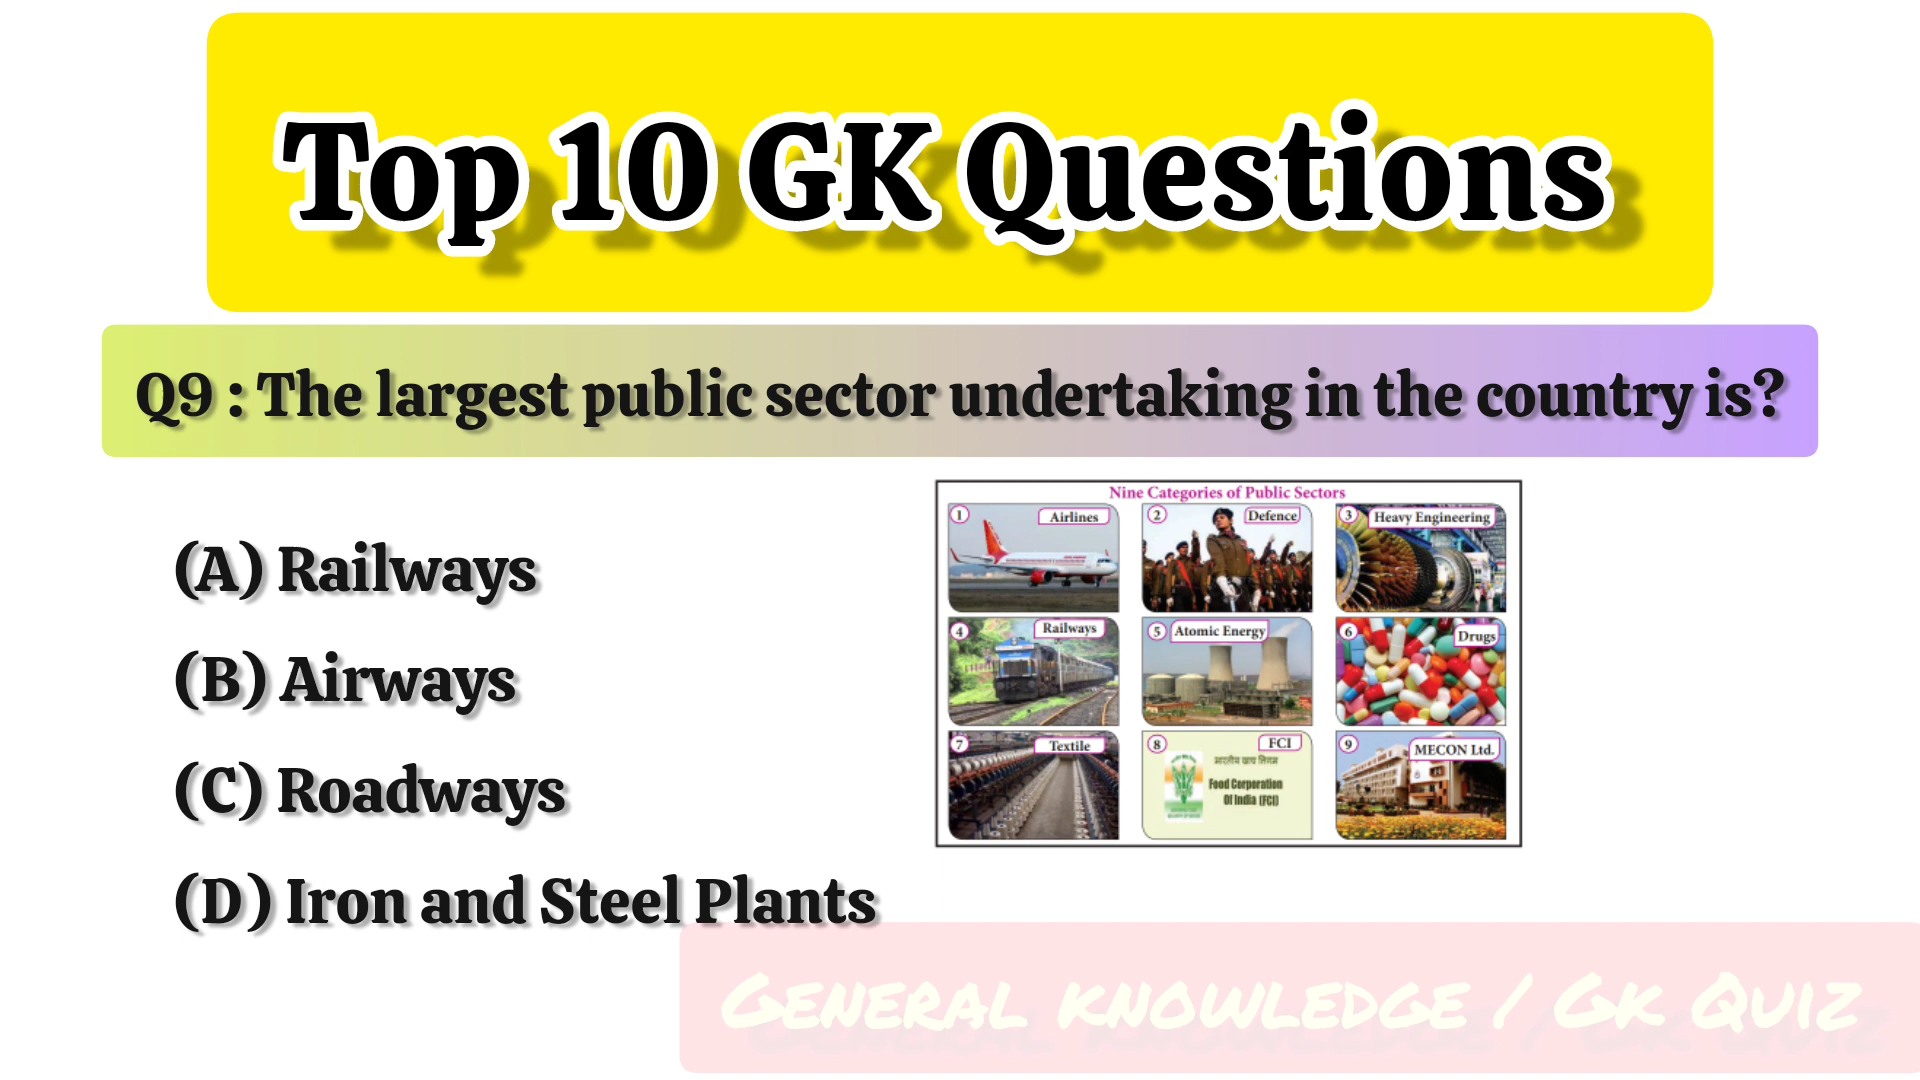 Top 10 GK Questions
Q9 : The largest public sector undertaking in the country is?
(A) Railways
(B) Airways
(C) Roadways
(D) Iron and Steel Plants
Nine Categories of Public Sectors
1 Airlines
2 Defence
3 Heavy Engineering
4 Railways
5 Atomic Energy
6 Drugs
7 Textile
8 FCI
भारतीय खाद्य निगम
Food Corporation
Of India (FCI)
9 MECON Ltd.
General knowledge / Gk Quiz